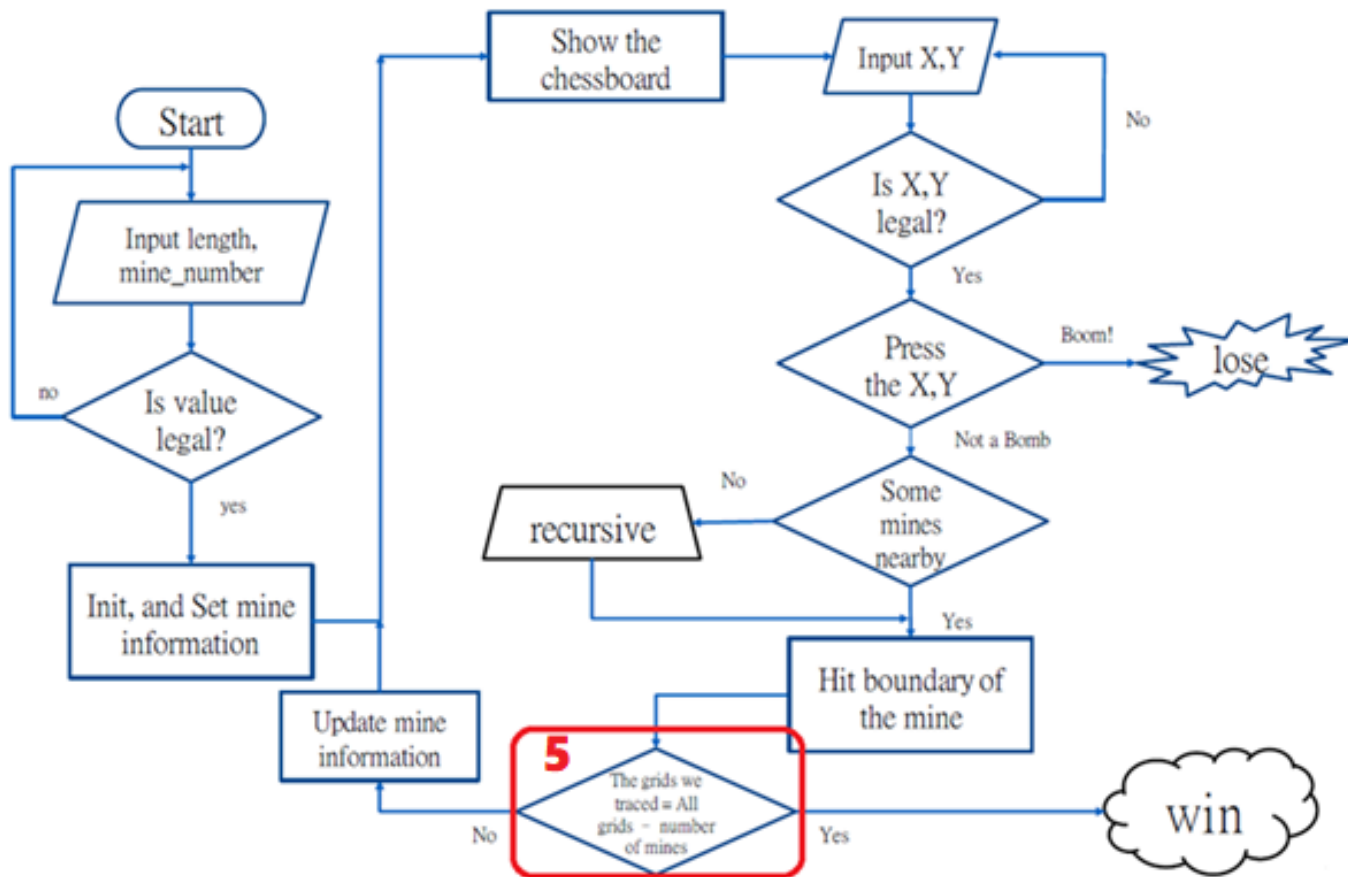 Start
Input length,
mine_number
Is value
legal?
no
yes
Init, and Set mine
information
Update mine
information
Show the
chessboard
Input X,Y
No
Is X,Y
legal?
Yes
Press
the X,Y
Boom!
lose
Not a Bomb
Some
mines
nearby
No
recursive
Yes
Hit boundary of
the mine
5
The grids we
traced = All
grids - number
of mines
No
Yes
win